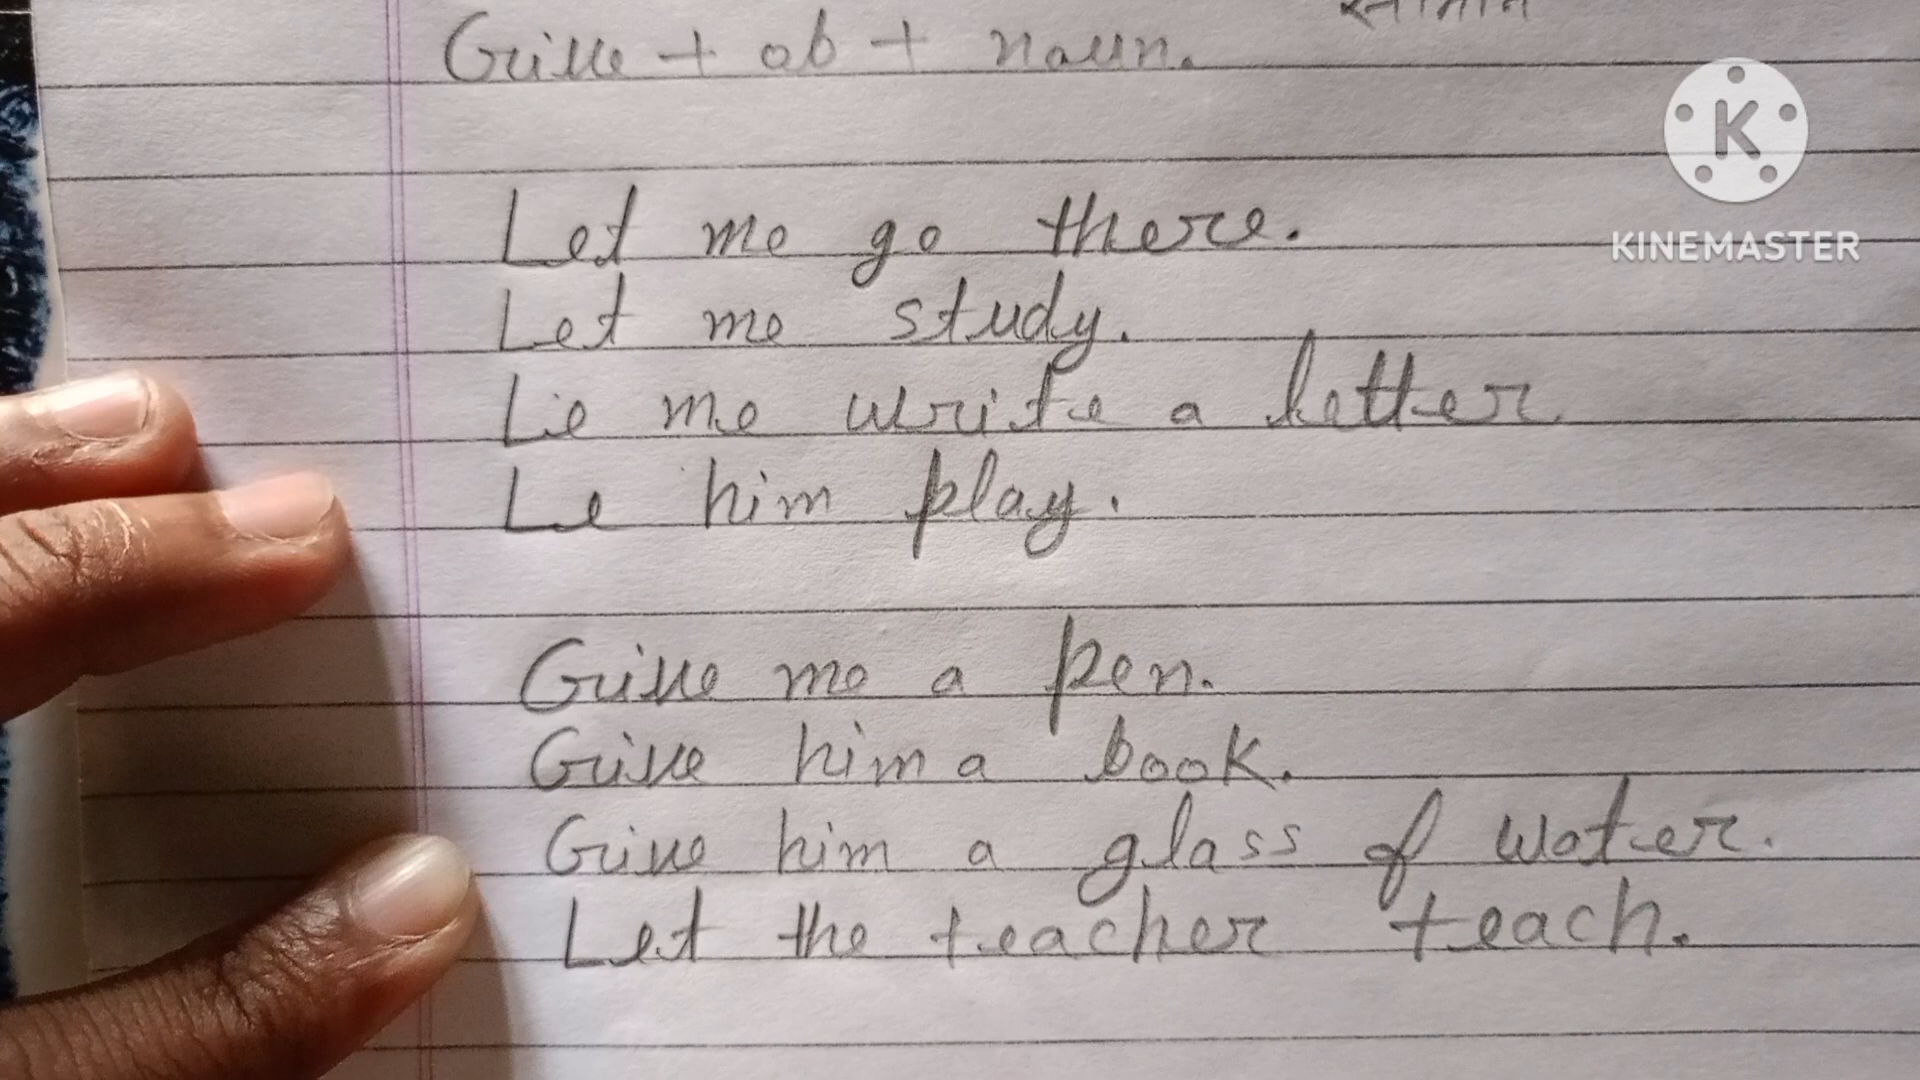 Give + ob + noun.
K
KINEMASTER
Let me go there.
Let me study.
Lie me write a letter
Le him play.
Give me a pen.
Give him a book.
Give him a glass of water.
Let the teacher teach.